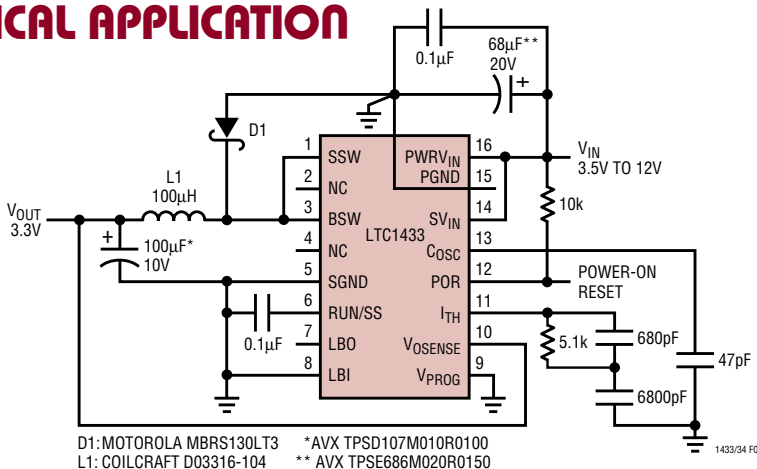 ICAL APPLICATION
0.1µF
68µF**
20V
+
D1
1
SSW
2
NC
3
BSW
4
NC
5
SGND
6
RUN/SS
7
LBO
8
LBI
LTC1433
PWRVIN
16
PGND
15
SVIN
14
COSC
13
POR
12
ITH
11
VOSENSE
10
VPROG
9
VIN
3.5V TO 12V
10k
POWER-ON
RESET
L1
100µH
VOUT
3.3V
+
100µF*
10V
0.1µF
5.1k
680pF
6800pF
47pF
D1: MOTOROLA MBRS130LT3 *AVX TPSD107M010R0100
L1: COILCRAFT D03316-104 ** AVX TPSE686M020R0150
1433/34 F0